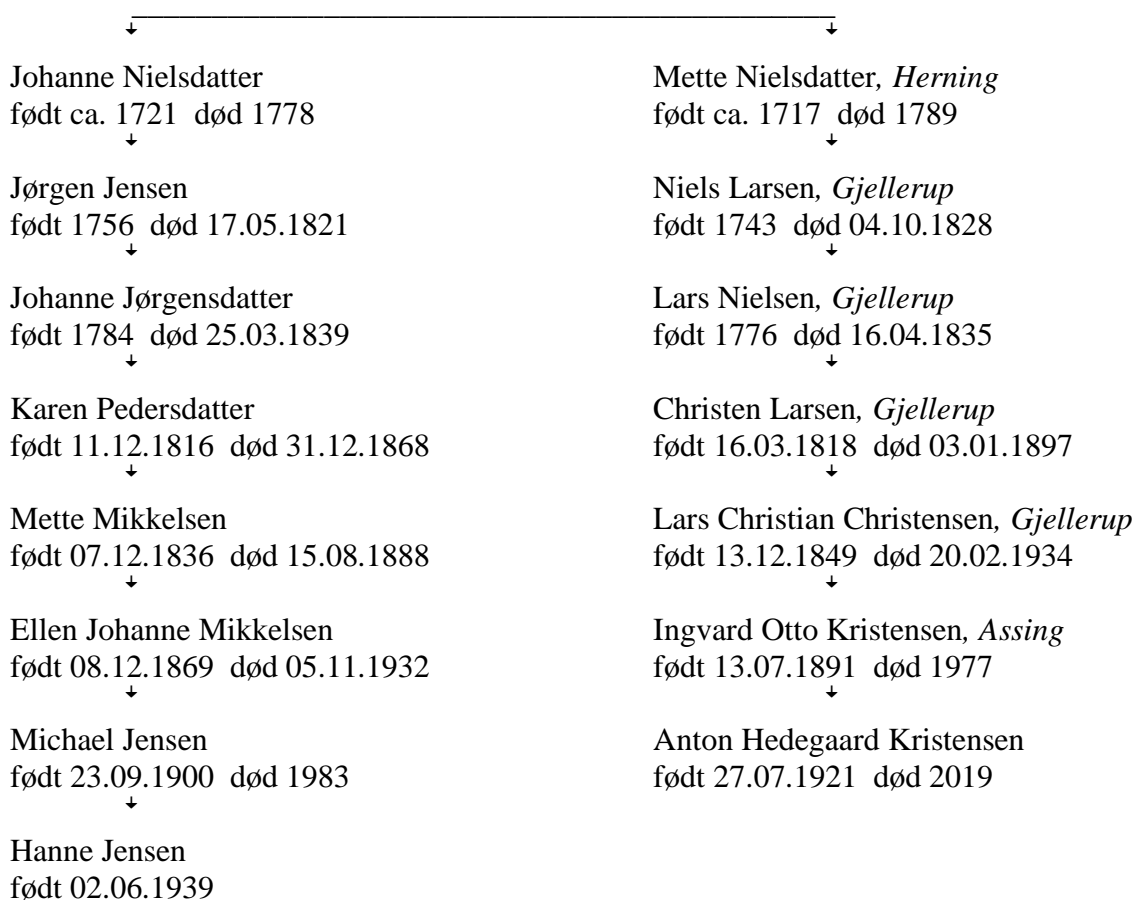 Johanne Nielsdatter
født ca. 1721 død 1778
Jørgen Jensen
født 1756 død 17.05.1821
Johanne Jørgensdatter
født 1784 død 25.03.1839
Karen Pedersdatter
født 11.12.1816 død 31.12.1868
Mette Mikkelsen
født 07.12.1836 død 15.08.1888
Ellen Johanne Mikkelsen
født 08.12.1869 død 05.11.1932
Michael Jensen
født 23.09.1900 død 1983
Hanne Jensen
født 02.06.1939
Mette Nielsdatter, Herning
født ca. 1717 død 1789
Niels Larsen, Gjellerup
født 1743 død 04.10.1828
Lars Nielsen, Gjellerup
født 1776 død 16.04.1835
Christen Larsen, Gjellerup
født 16.03.1818 død 03.01.1897
Lars Christian Christensen, Gjellerup
født 13.12.1849 død 20.02.1934
Ingvard Otto Kristensen, Assing
født 13.07.1891 død 1977
Anton Hedegaard Kristensen
født 27.07.1921 død 2019